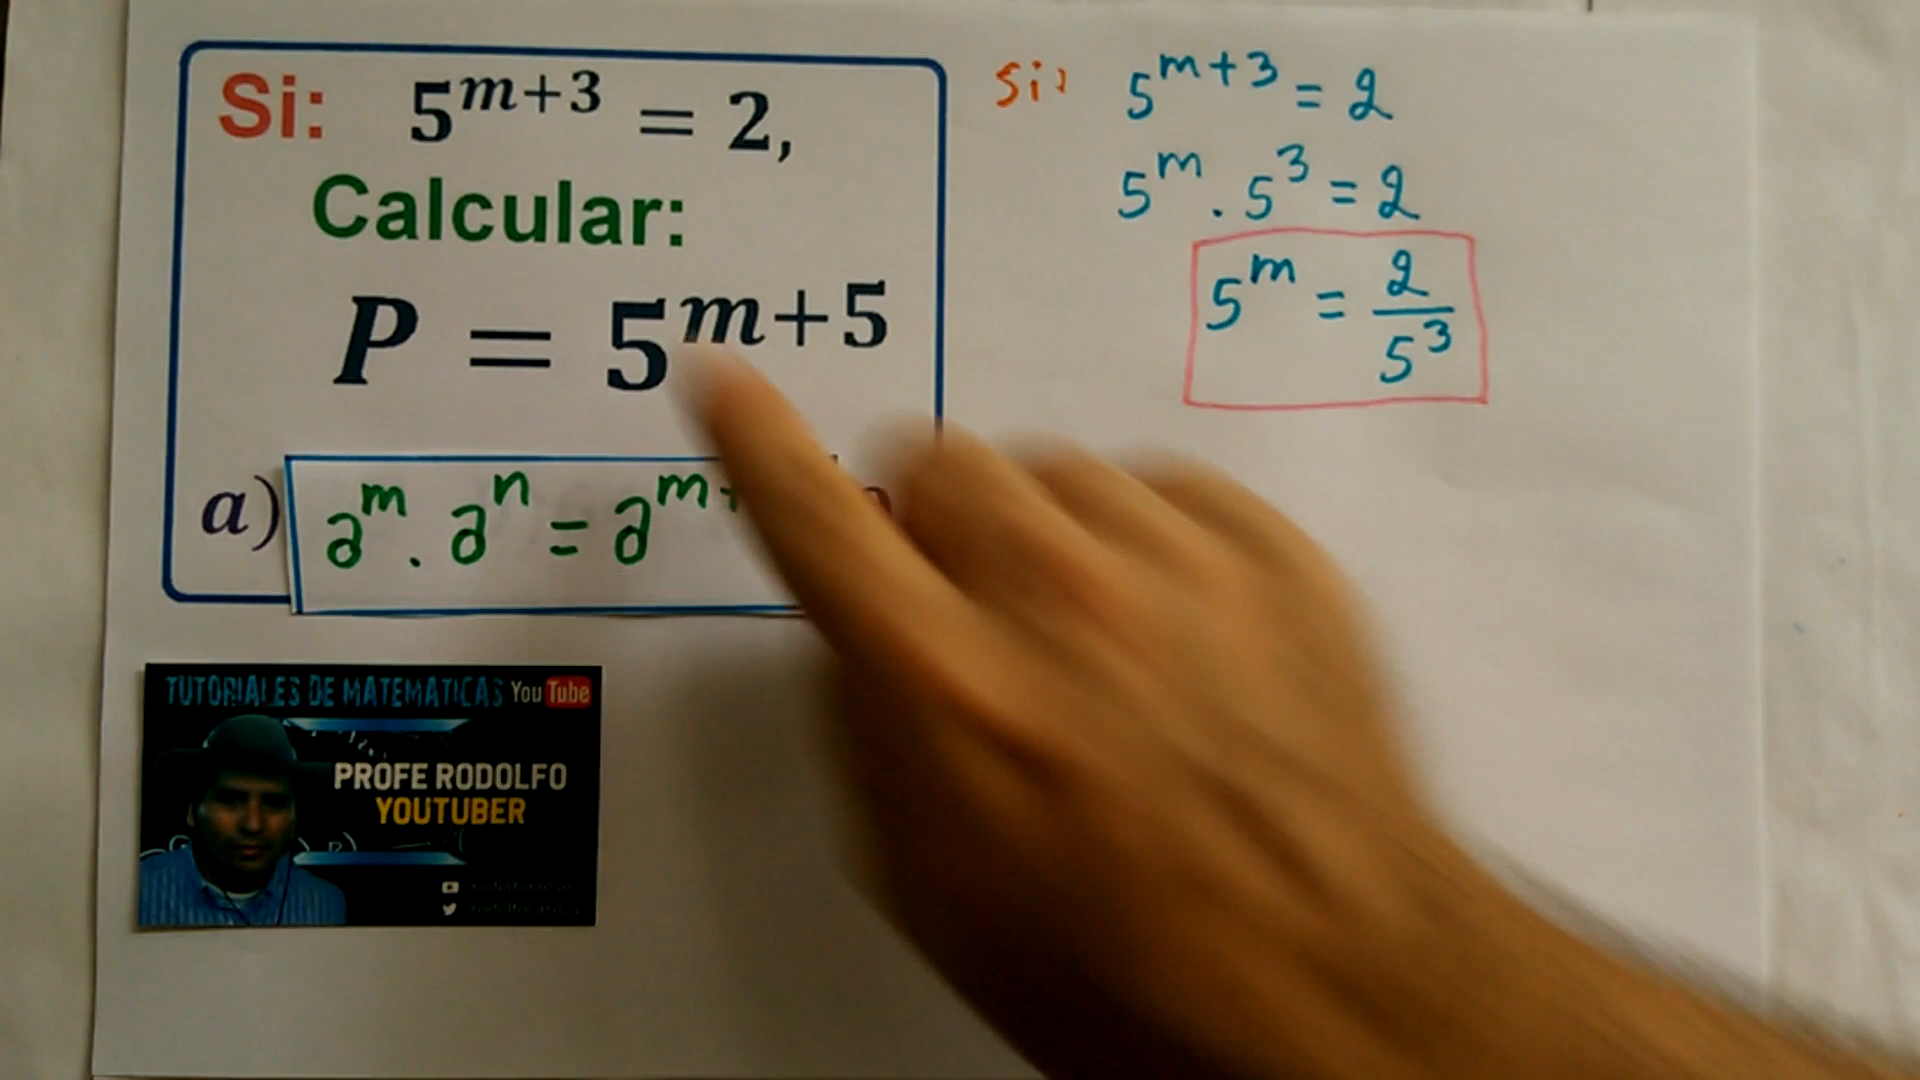 Si: 5^{m+3} = 2,
Calcular:
P = 5^{m+5}
a)
a^m . a^n = a^{m+
Si: 5^{m+3} = 2
5^m . 5^3 = 2
5^m = \frac{2}{5^3}
TUTORIALES DE MATEMATICAS YouTube
PROFE RODOLFO
YOUTUBER